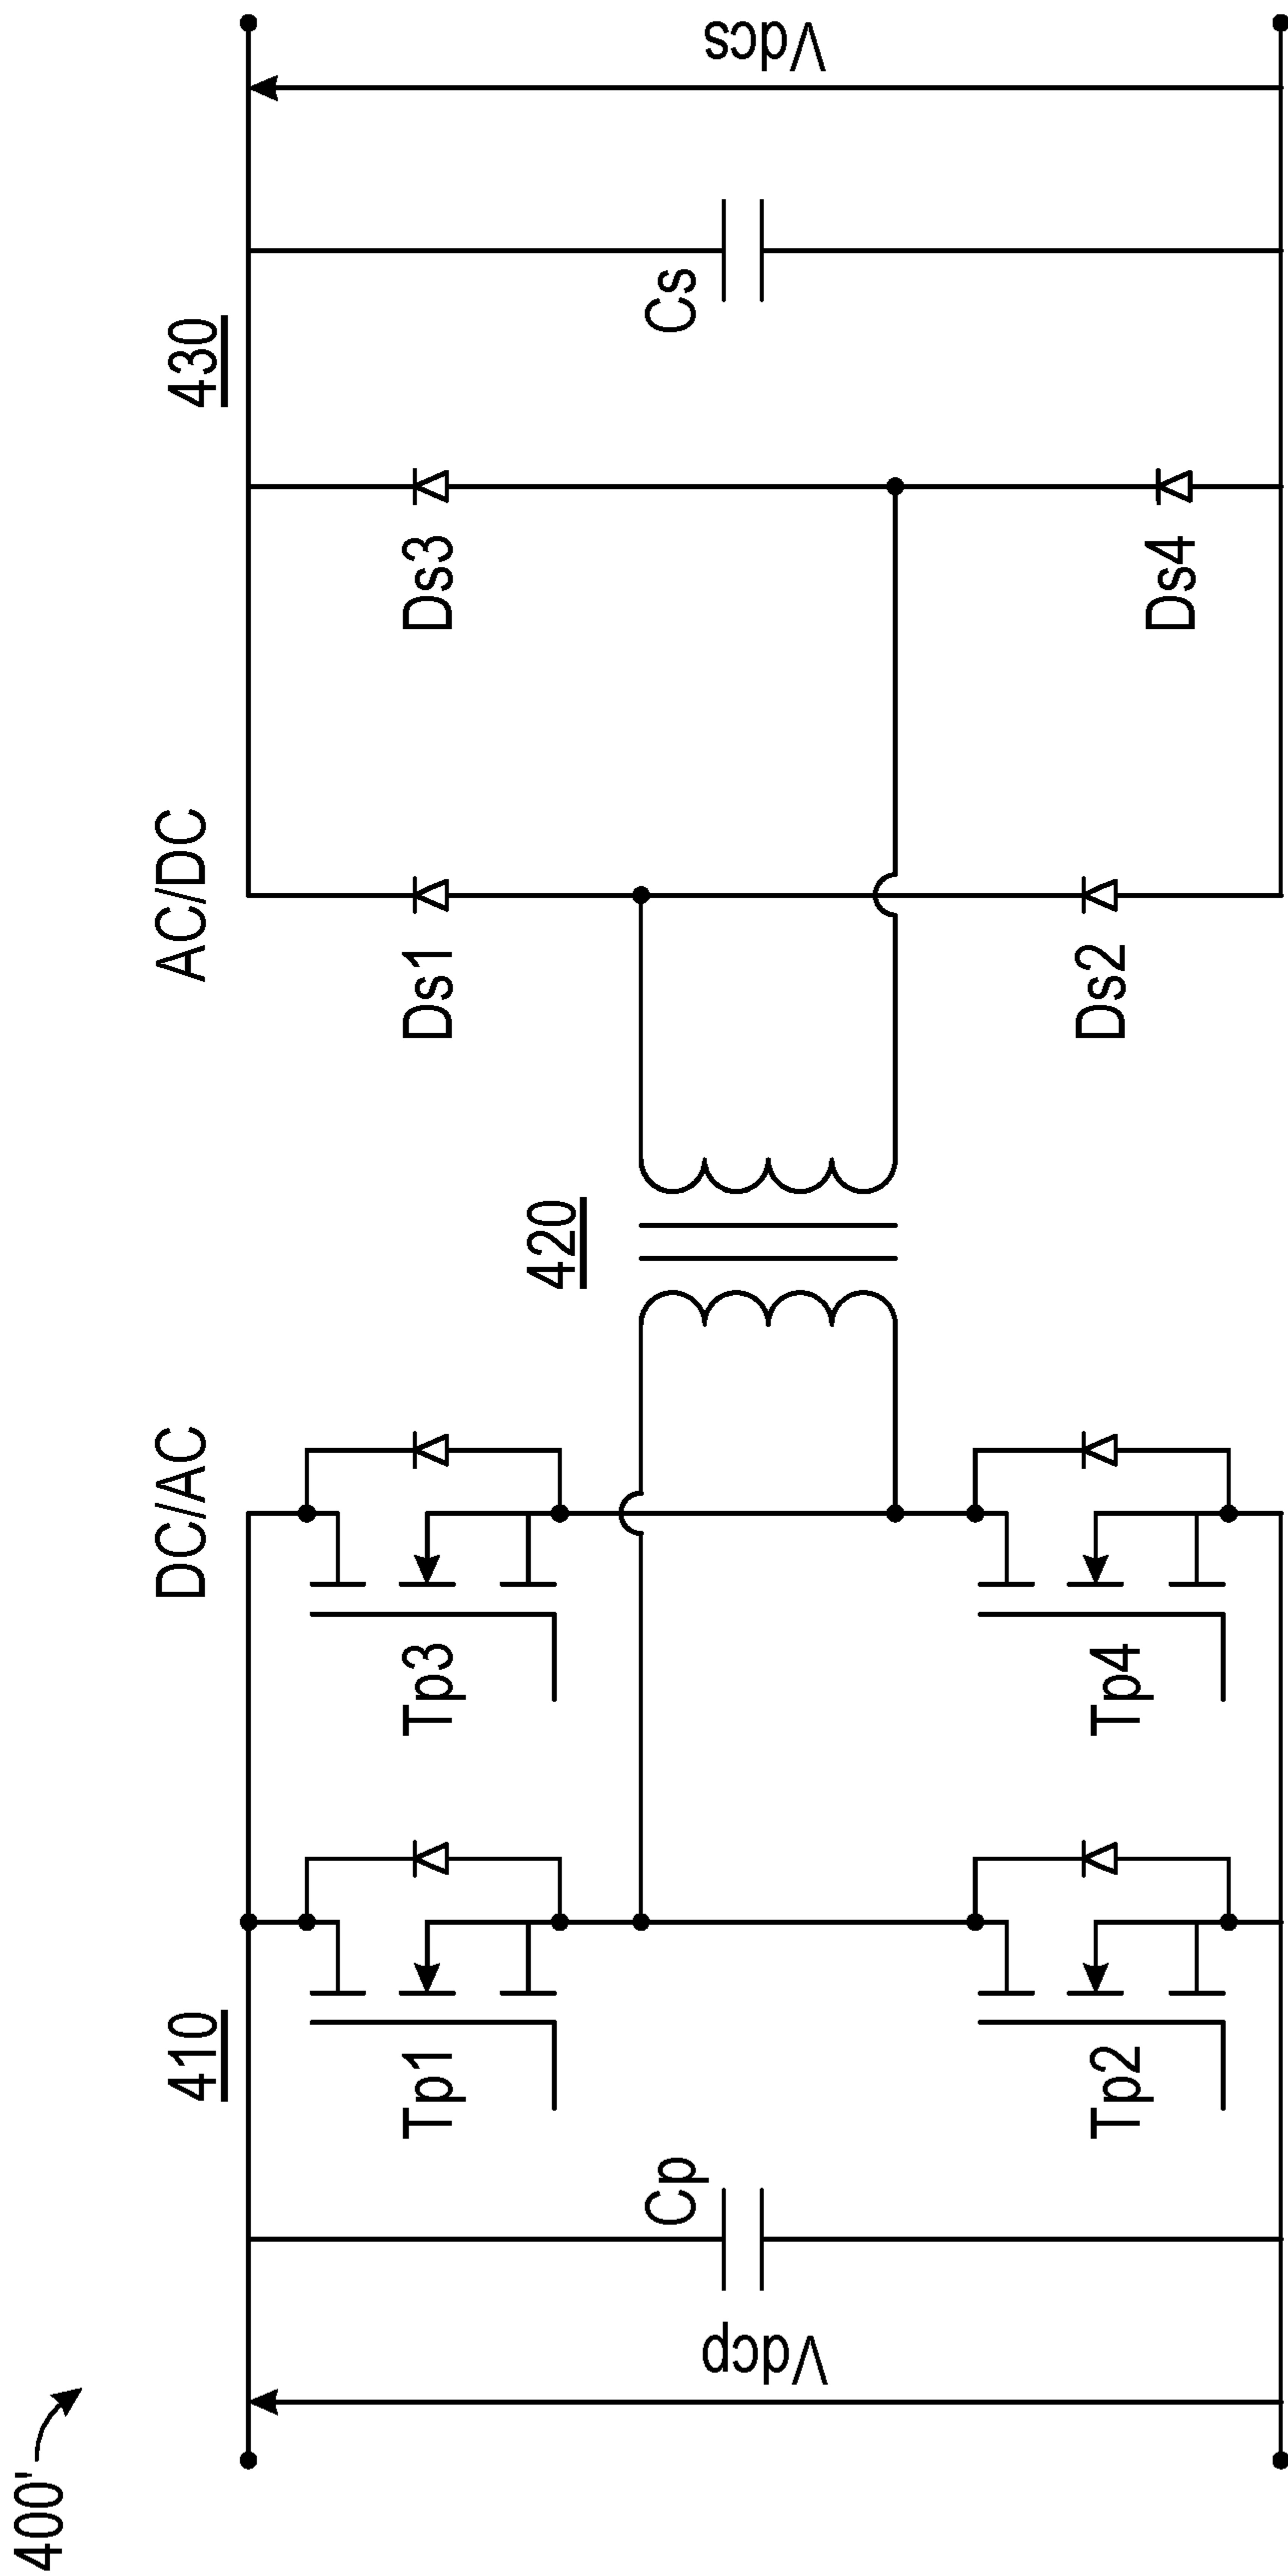 400'
410
DC/AC
420
AC/DC
430
Vdcp
Cp
Tp1
Tp3
Tp2
Tp4
Ds1
Ds3
Ds2
Ds4
Cs
Vdcs